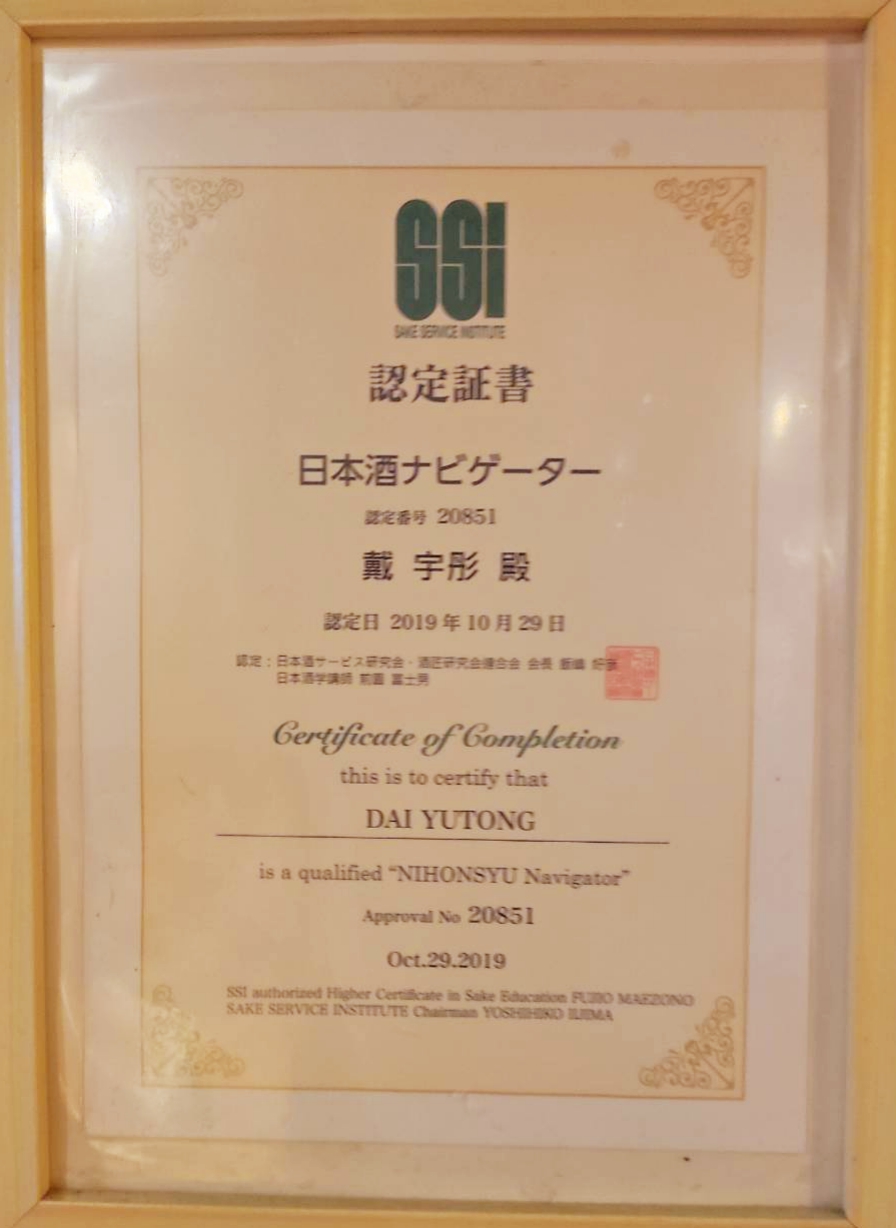 SSI
SAKE SERVICE INSTITUTE
認定証書
日本酒ナビゲーター
認定番号 20851
戴 宇彤 殿
認定日 2019年10月29日
認定：日本酒サービス研究会・酒匠研究会連合会 会長 飯嶋 好彦
日本酒学講師 前園 富士男
Certificate of Completion
this is to certify that
DAI YUTONG
is a qualified “NIHONSYU Navigator”
Approval No 20851
Oct.29.2019
SSI authorized Higher Certificate in Sake Education FUJIO MAEZONO
SAKE SERVICE INSTITUTE Chairman YOSHIHIKO IIJIMA